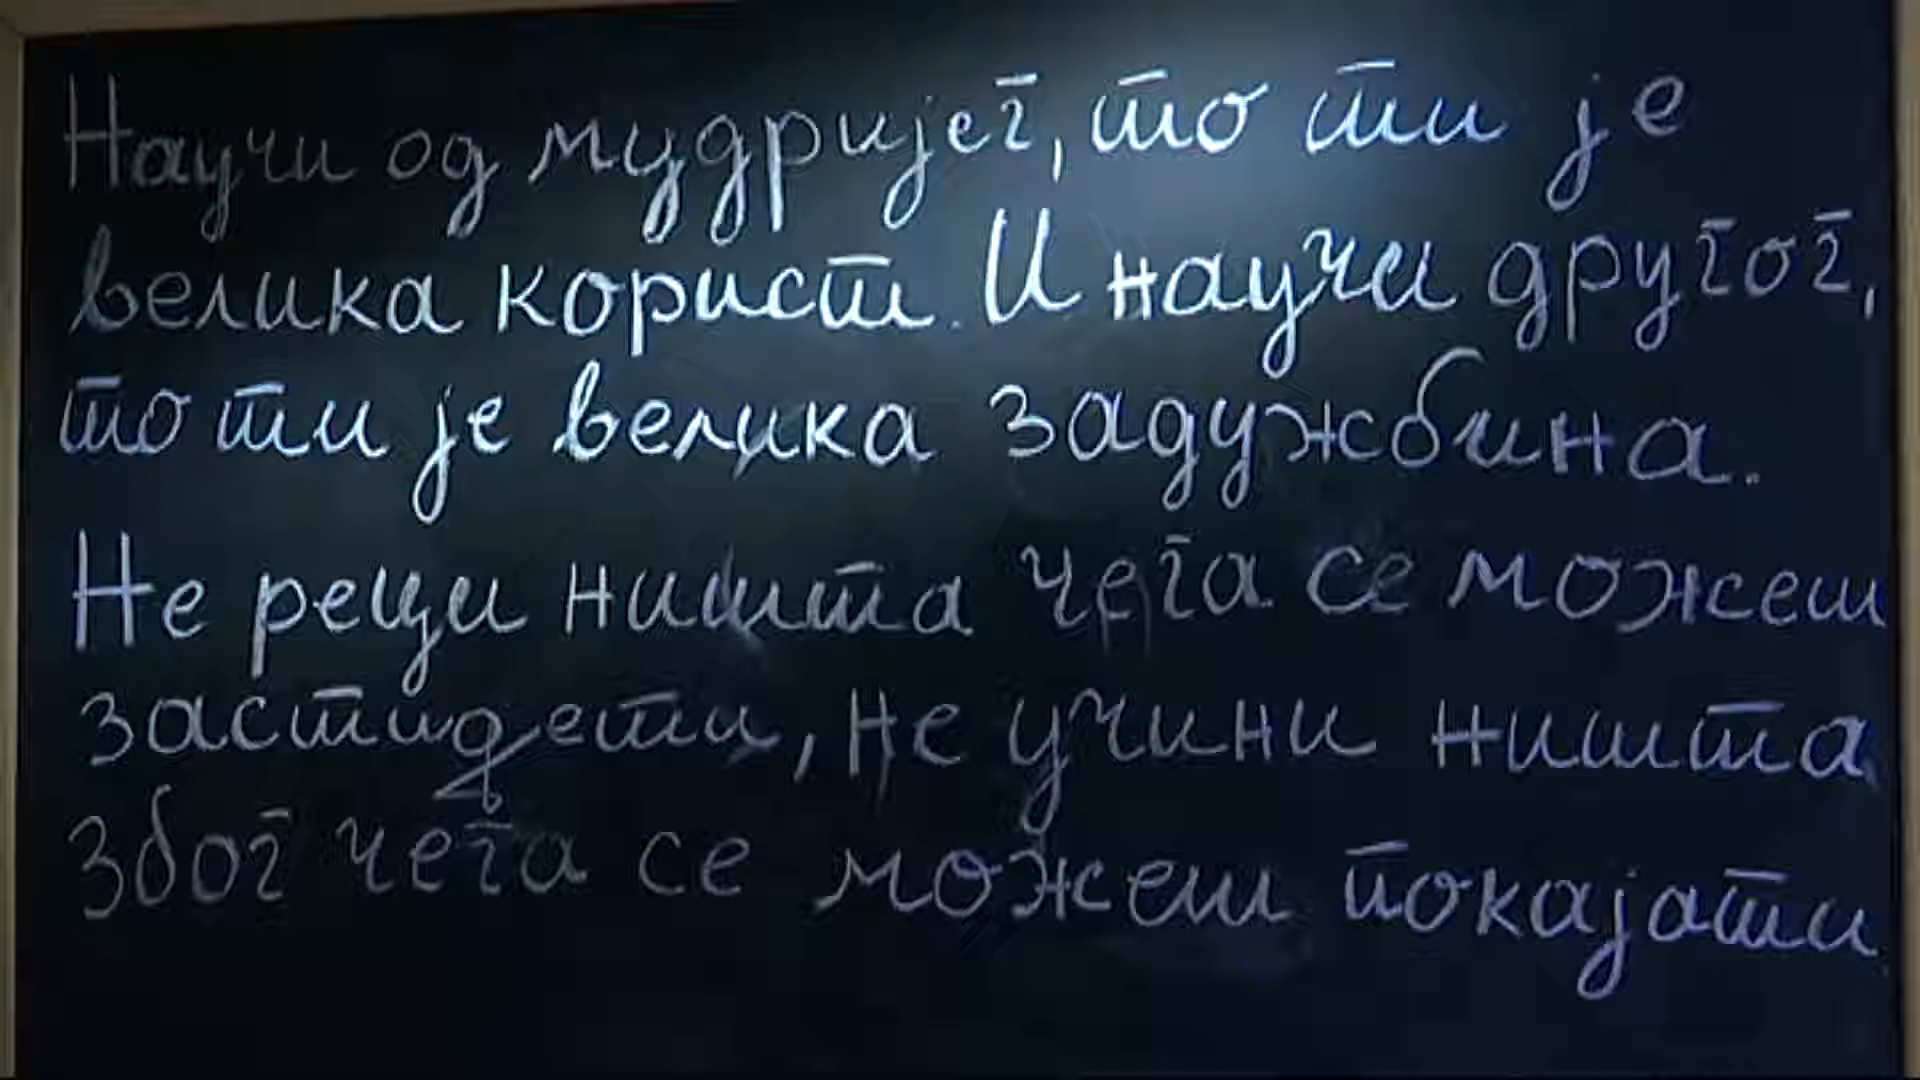 Научи од мудријег, то ти је
велика корист. И научи другог,
то ти је велика задужбина.
Не реци ништа чега се можеш
застидети, не учини ништа
због чега се можеш покајати